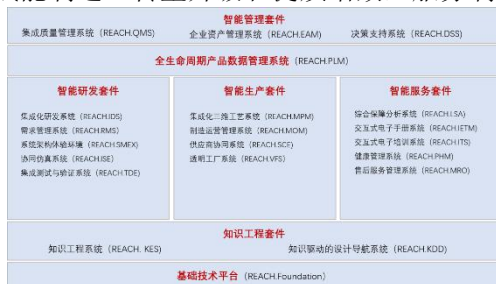 智能管理套件
集成质量管理系统（REACH.QMS） 企业资产管理系统（REACH.EAM） 决策支持系统（REACH.DSS）
全生命周期产品数据管理系统（REACH.PLM）
智能研发套件
集成化研发系统（REACH.IDS）
需求管理系统（REACH.RMS）
系统架构体验环境（REACH.SMEX）
协同仿真系统（REACH.ISE）
集成测试与验证系统（REACH.TDE）
智能生产套件
集成化三维工艺系统（REACH.MPM）
制造运营管理系统（REACH.MOM）
供应商协同系统（REACH.SCE）
透明工厂系统（REACH.VFS）
智能服务套件
综合保障分析系统（REACH.LSA）
交互式电子手册系统（REACH.IETM）
交互式电子培训系统（REACH.ITS）
健康管理系统（REACH.PHM）
售后服务管理系统（REACH.MRO）
知识工程套件
知识工程系统（REACH. KES） 知识驱动的设计导航系统（REACH.KDD）
基础技术平台（REACH.Foundation）